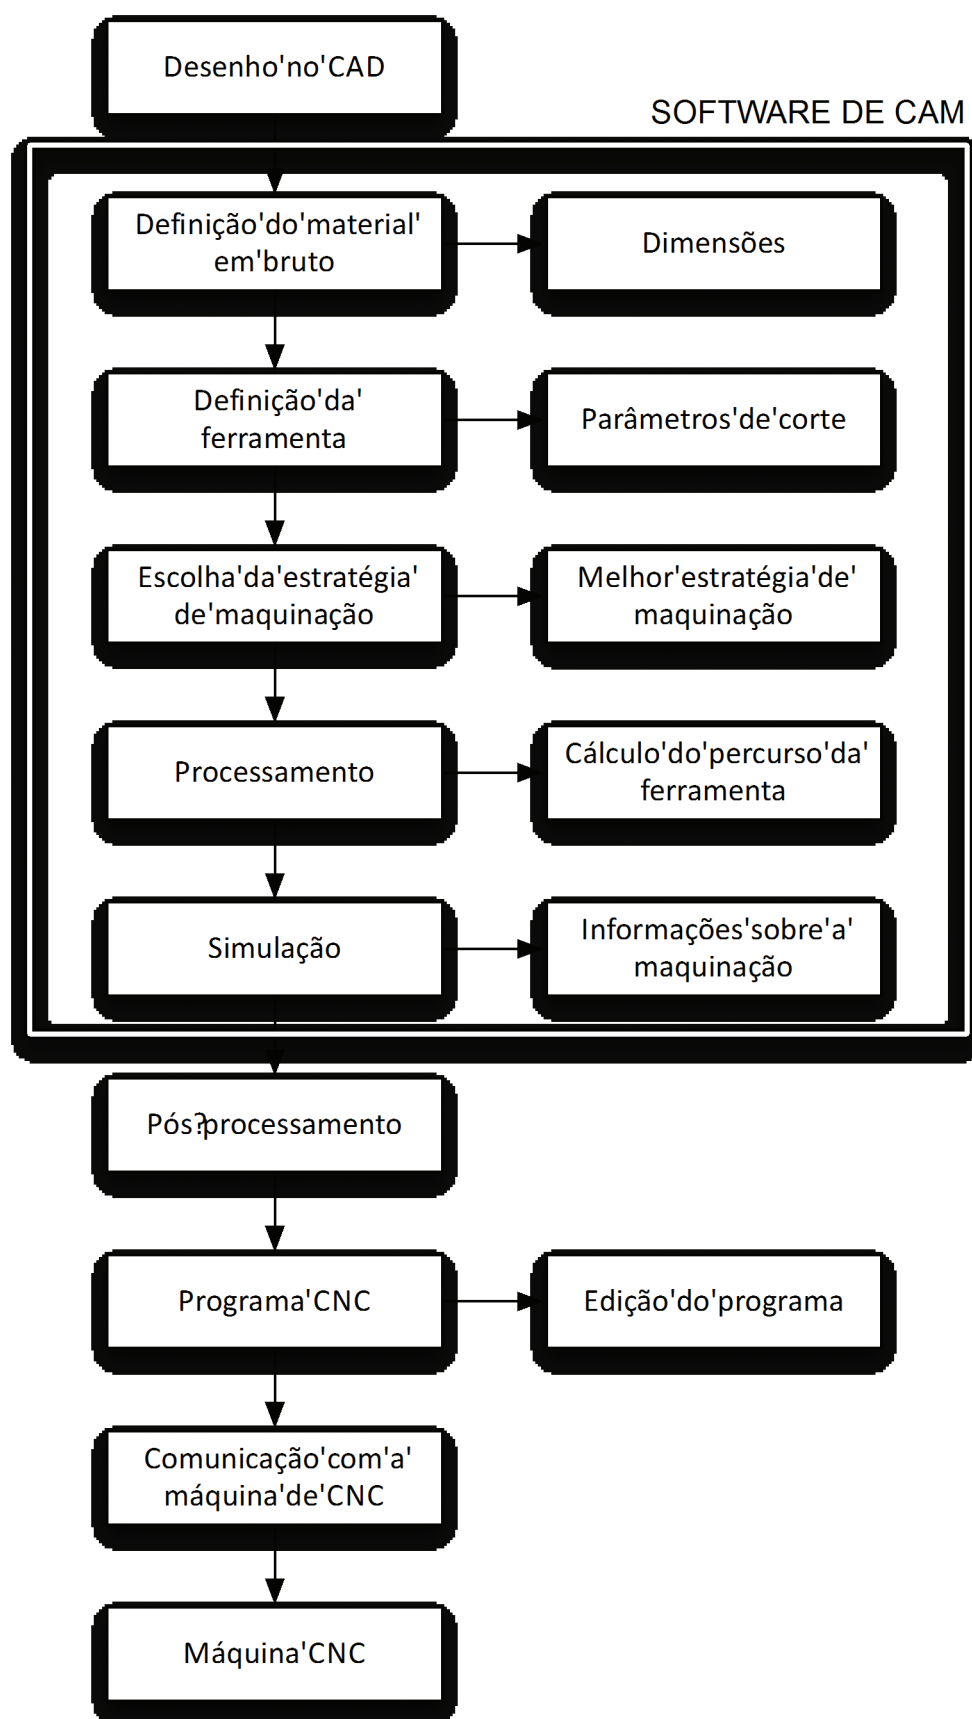 Desenho'no'CAD
SOFTWARE DE CAM
Definição'do'material'
em'bruto
Dimensões
Definição'da'
ferramenta
Parâmetros'de'corte
Escolha'da'estratégia'
de'maquinação
Melhor'estratégia'de'
maquinação
Processamento
Cálculo'do'percurso'da'
ferramenta
Simulação
Informações'sobre'a'
maquinação
Pós?processamento
Programa'CNC
Edição'do'programa
Comunicação'com'a'
máquina'de'CNC
Máquina'CNC